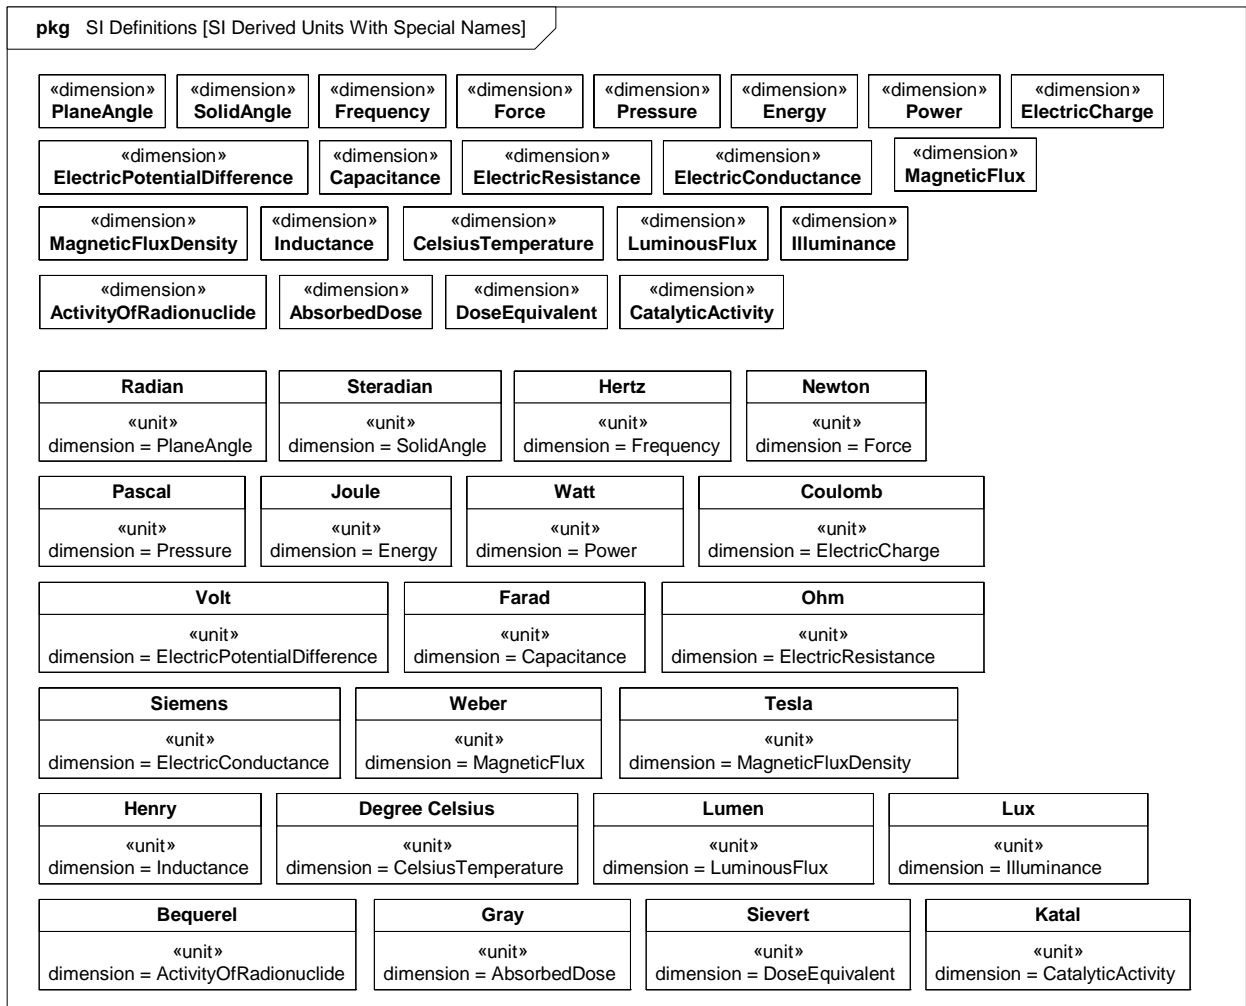 pkg SI Definitions [SI Derived Units With Special Names]
«dimension» «dimension» «dimension» «dimension» «dimension» «dimension» «dimension» «dimension»
PlaneAngle SolidAngle Frequency Force Pressure Energy Power ElectricCharge
«dimension» «dimension» «dimension» «dimension» «dimension»
ElectricPotentialDifference Capacitance ElectricResistance ElectricConductance MagneticFlux
«dimension» «dimension» «dimension» «dimension» «dimension»
MagneticFluxDensity Inductance CelsiusTemperature LuminousFlux Illuminance
«dimension» «dimension» «dimension» «dimension»
ActivityOfRadionuclide AbsorbedDose DoseEquivalent CatalyticActivity
Radian Steradian Hertz Newton
«unit» «unit» «unit» «unit»
dimension = PlaneAngle dimension = SolidAngle dimension = Frequency dimension = Force
Pascal Joule Watt Coulomb
«unit» «unit» «unit» «unit»
dimension = Pressure dimension = Energy dimension = Power dimension = ElectricCharge
Volt Farad Ohm
«unit» «unit» «unit»
dimension = ElectricPotentialDifference dimension = Capacitance dimension = ElectricResistance
Siemens Weber Tesla
«unit» «unit» «unit»
dimension = ElectricConductance dimension = MagneticFlux dimension = MagneticFluxDensity
Henry Degree Celsius Lumen Lux
«unit» «unit» «unit» «unit»
dimension = Inductance dimension = CelsiusTemperature dimension = LuminousFlux dimension = Illuminance
Bequerel Gray Sievert Katal
«unit» «unit» «unit» «unit»
dimension = ActivityOfRadionuclide dimension = AbsorbedDose dimension = DoseEquivalent dimension = CatalyticActivity